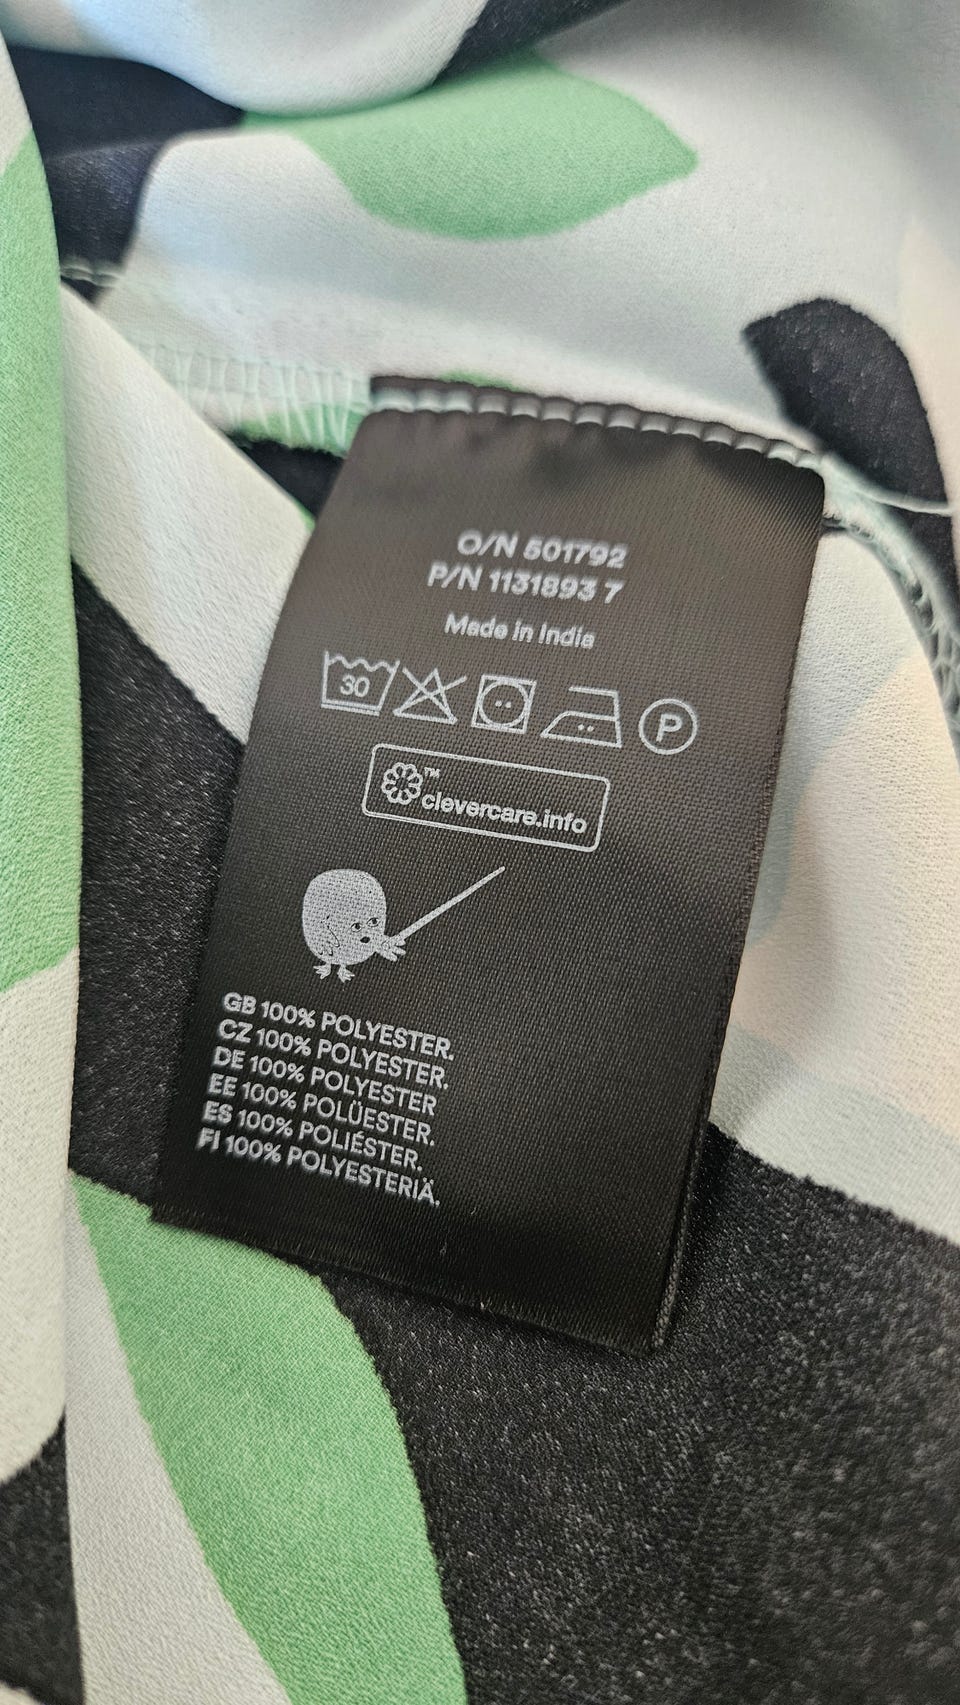 O/N 501792
P/N 1131893 7
Made in India
30 P
™
clevercare.info
GB 100% POLYESTER.
CZ 100% POLYESTER.
DE 100% POLYESTER
EE 100% POLÜESTER.
ES 100% POLIÉSTER.
FI 100% POLYESTERIÄ.